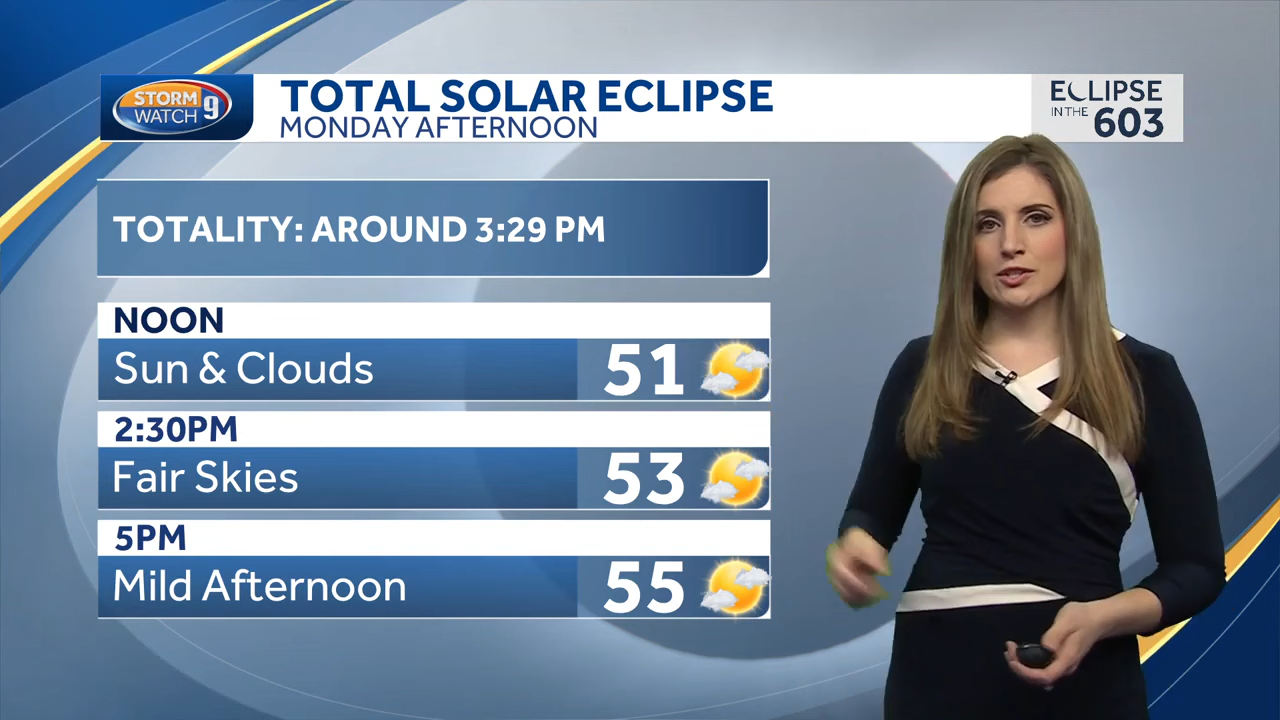 STORM
WATCH 9
TOTAL SOLAR ECLIPSE
MONDAY AFTERNOON
ECLIPSE
IN THE 603
TOTALITY: AROUND 3:29 PM
NOON
Sun & Clouds 51
2:30PM
Fair Skies 53
5PM
Mild Afternoon 55